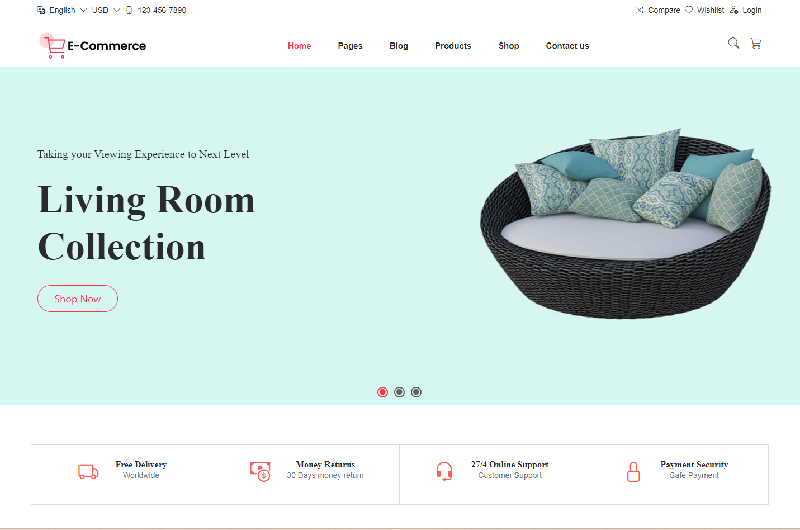 English USD 123-456-7890 Compare Wishlist Login
E-Commerce Home Pages Blog Products Shop Contact us
Taking your Viewing Experience to Next Level
Living Room
Collection
Shop Now
Free Delivery
Worldwide
Money Returns
30 Days money return
27/4 Online Support
Customer Support
Payment Security
Safe Payment